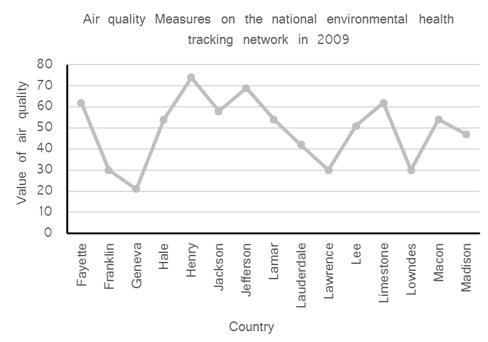 Air quality Measures on the national environmental health
tracking network in 2009
Value of air quality
80
70
60
50
40
30
20
10
0
Fayette
Franklin
Geneva
Hale
Henry
Jackson
Jefferson
Lamar
Lauderdale
Lawrence
Lee
Limestone
Lowndes
Macon
Madison
Country